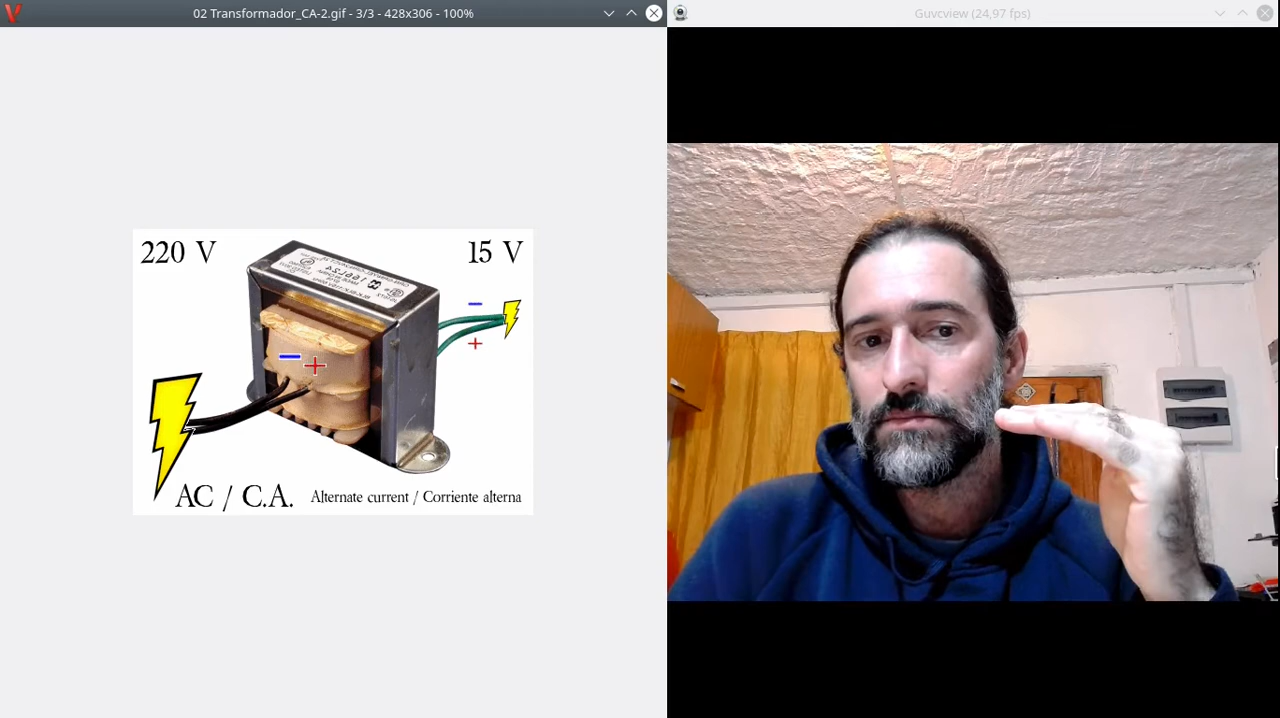 02 Transformador_CA-2.gif - 3/3 - 428x306 - 100%
Guvcview (24,97 fps)
220 V
15 V
AC / C.A.
Alternate current / Corriente alterna